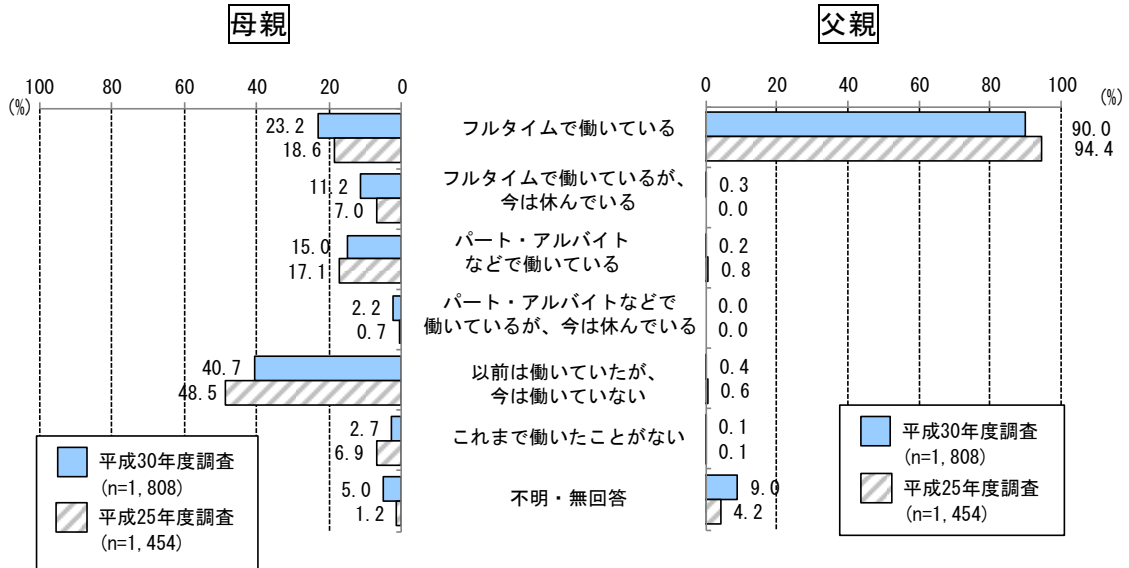 母親
父親
100 80 60 40 20 0
(%)
0 20 40 60 80 100
(%)
23.2
18.6
フルタイムで働いている
90.0
94.4
11.2
7.0
フルタイムで働いているが、
今は休んでいる
0.3
0.0
15.0
17.1
パート・アルバイト
などで働いている
0.2
0.8
2.2
0.7
パート・アルバイトなどで
働いているが、今は休んでいる
0.0
0.0
40.7
48.5
以前は働いていたが、
今は働いていない
0.4
0.6
2.7
6.9
これまで働いたことがない
0.1
0.1
5.0
1.2
不明・無回答
9.0
4.2
平成30年度調査
(n=1,808)
平成25年度調査
(n=1,454)
平成30年度調査
(n=1,808)
平成25年度調査
(n=1,454)